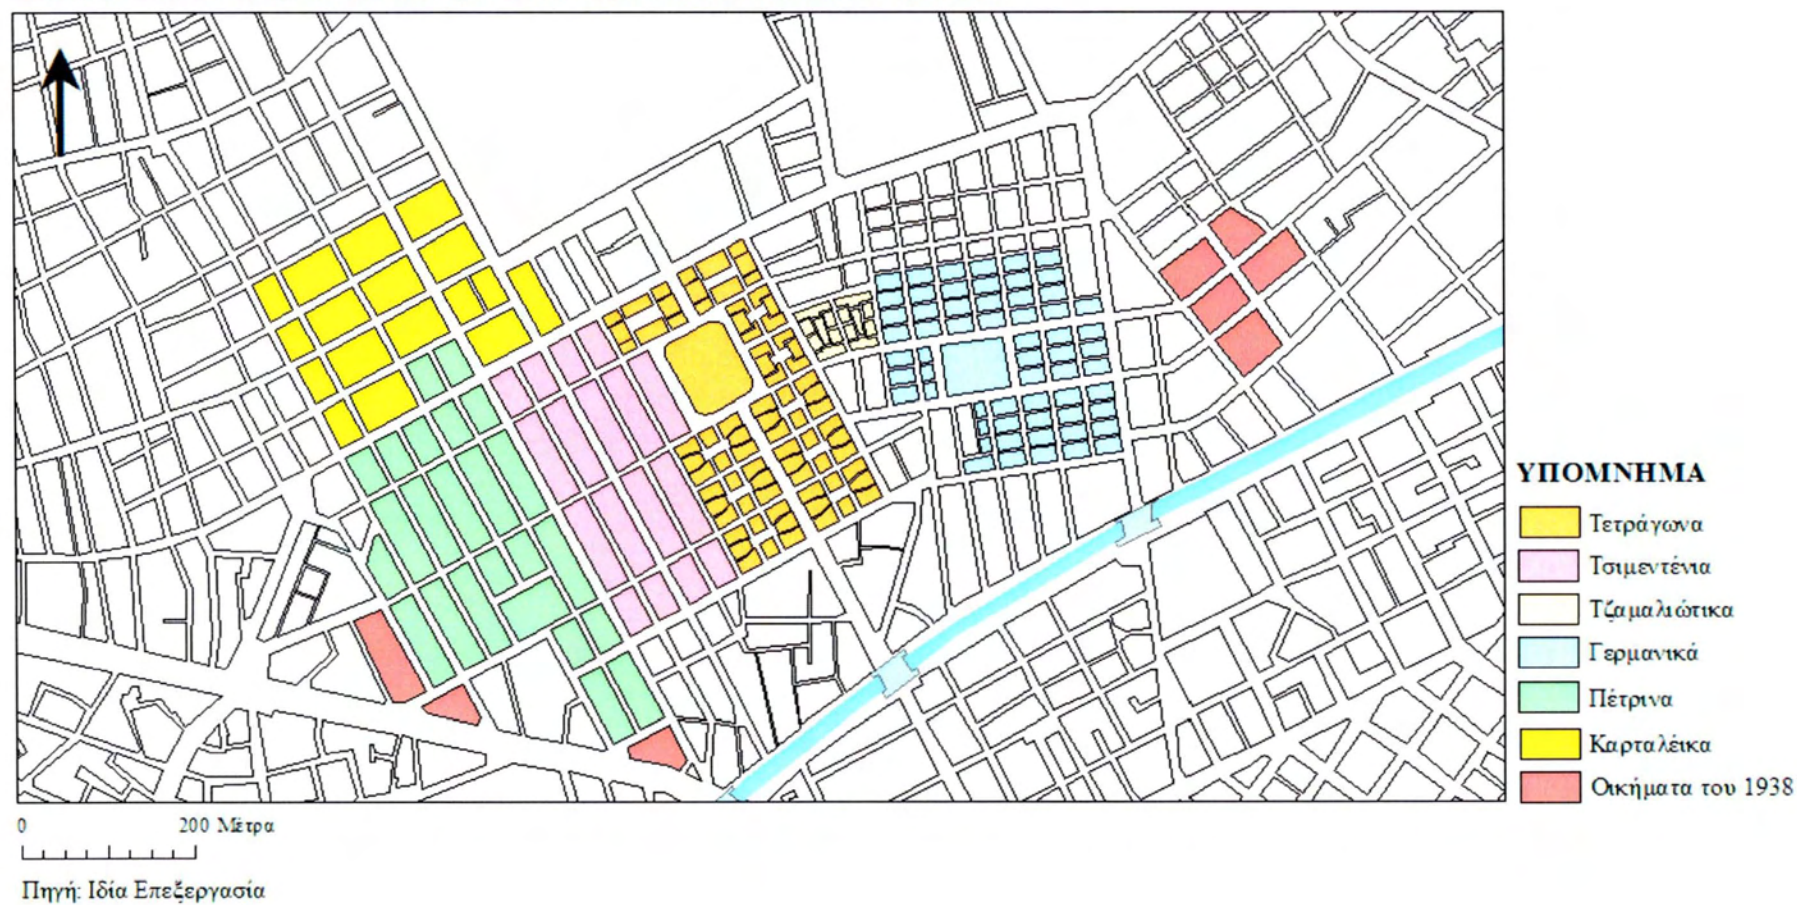 ΥΠΟΜΝΗΜΑ
Τετράγωνα
Τσιμεντένια
Τζαμαλιώτικα
Γερμανικά
Πέτρινα
Καρταλέικα
Οικήματα του 1938
0 200 Μέτρα
Πηγή: Ιδία Επεξεργασία